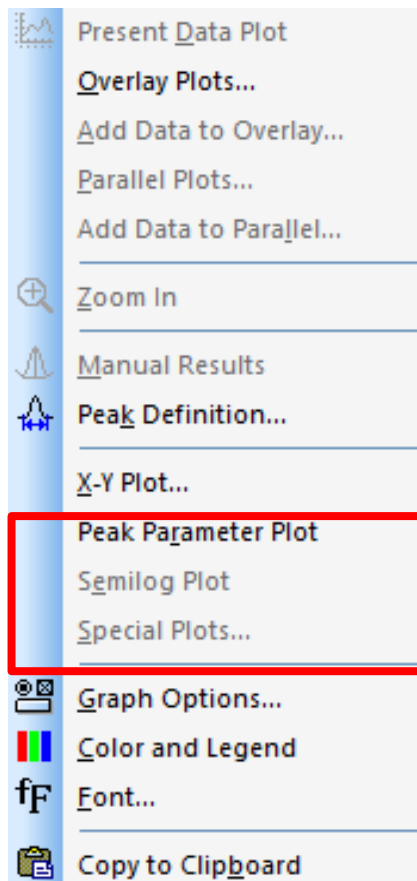 Present Data Plot
Overlay Plots...
Add Data to Overlay...
Parallel Plots...
Add Data to Parallel...
Zoom In
Manual Results
Peak Definition...
X-Y Plot...
Peak Parameter Plot
Semilog Plot
Special Plots...
Graph Options...
Color and Legend
fF Font...
Copy to Clipboard